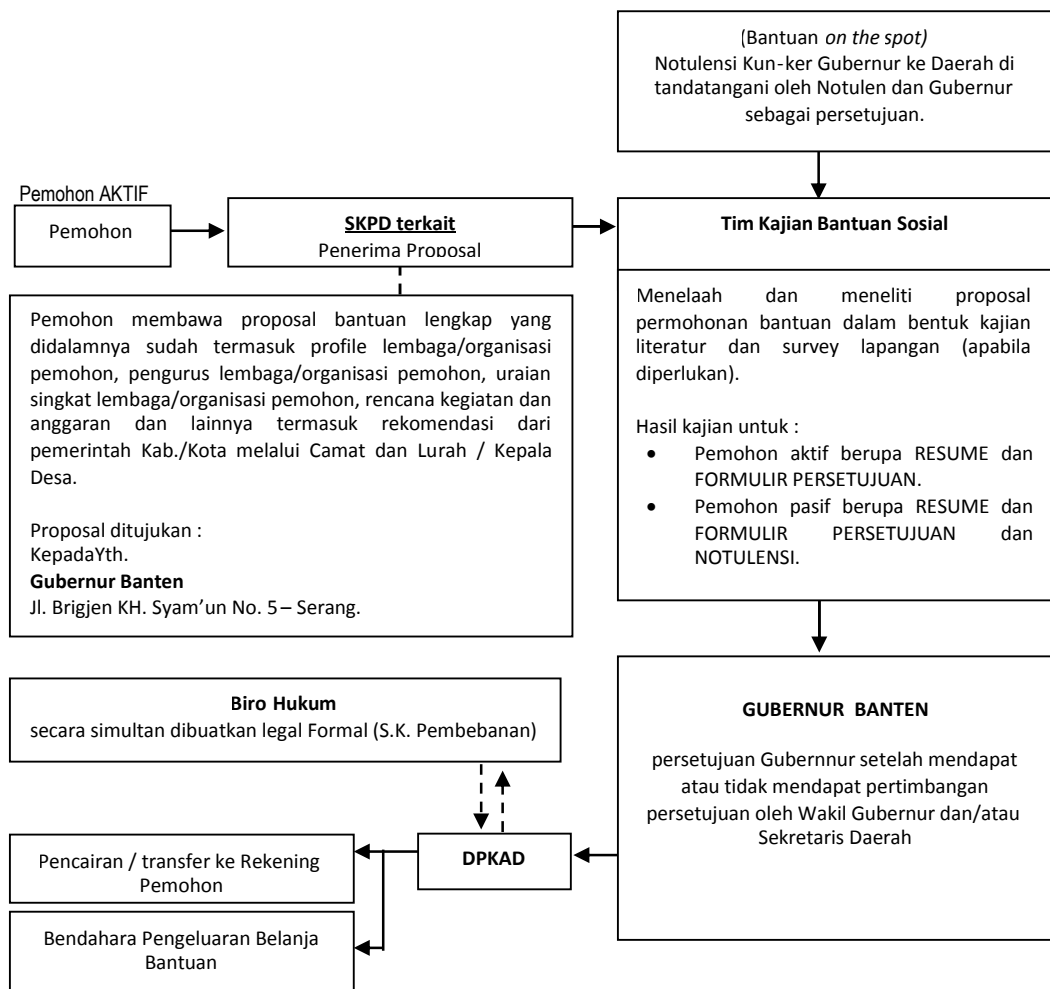 (Bantuan on the spot)
Notulensi Kun-ker Gubernur ke Daerah di
tandatangani oleh Notulen dan Gubernur
sebagai persetujuan.
Pemohon AKTIF
Pemohon
SKPD terkait
Penerima Proposal
Tim Kajian Bantuan Sosial
Pemohon membawa proposal bantuan lengkap yang
didalamnya sudah termasuk profile lembaga/organisasi
pemohon, pengurus lembaga/organisasi pemohon, uraian
singkat lembaga/organisasi pemohon, rencana kegiatan dan
anggaran dan lainnya termasuk rekomendasi dari
pemerintah Kab./Kota melalui Camat dan Lurah / Kepala
Desa.
Proposal ditujukan :
KepadaYth.
Gubernur Banten
Jl. Brigjen KH. Syam’un No. 5 – Serang.
Menelaah dan meneliti proposal
permohonan bantuan dalam bentuk kajian
literatur dan survey lapangan (apabila
diperlukan).
Hasil kajian untuk :
• Pemohon aktif berupa RESUME dan
FORMULIR PERSETUJUAN.
• Pemohon pasif berupa RESUME dan
FORMULIR PERSETUJUAN dan
NOTULENSI.
Biro Hukum
secara simultan dibuatkan legal Formal (S.K. Pembebanan)
GUBERNUR BANTEN
persetujuan Gubernnur setelah mendapat
atau tidak mendapat pertimbangan
persetujuan oleh Wakil Gubernur dan/atau
Sekretaris Daerah
DPKAD
Pencairan / transfer ke Rekening
Pemohon
Bendahara Pengeluaran Belanja
Bantuan